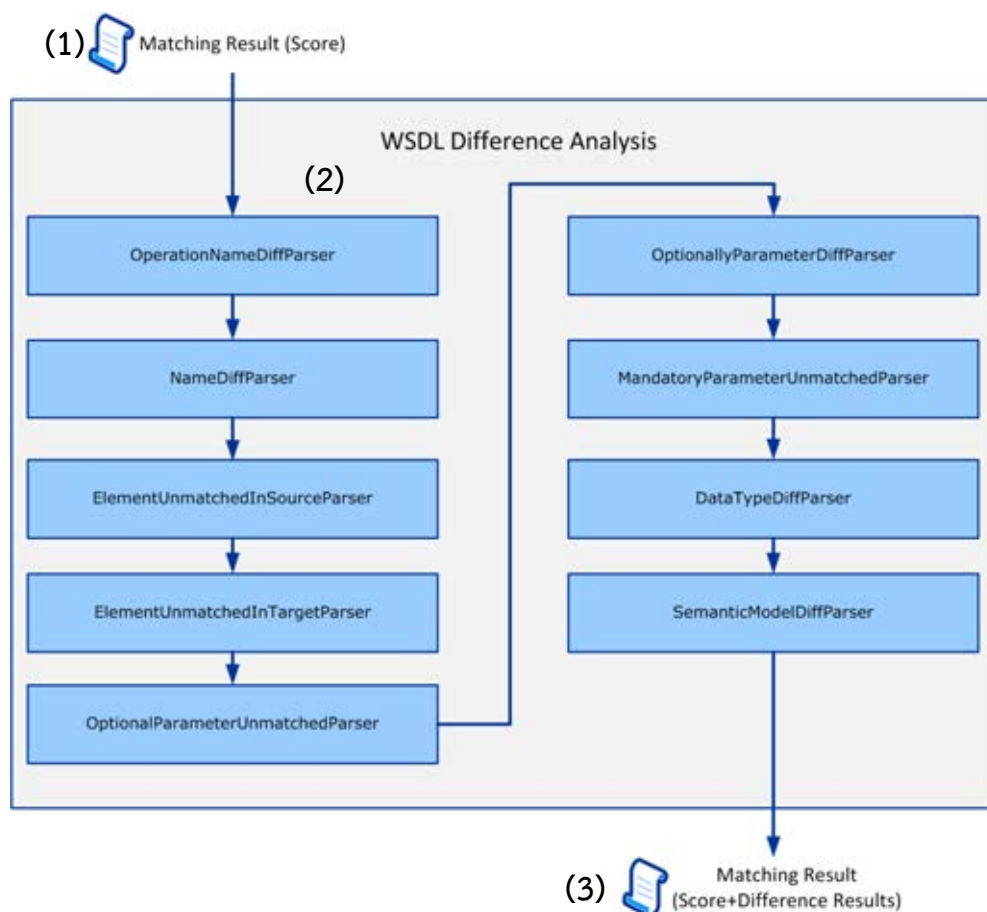 (1) Matching Result (Score)
WSDL Difference Analysis
(2)
OperationNameDiffParser
NameDiffParser
ElementUnmatchedInSourceParser
ElementUnmatchedInTargetParser
OptionalParameterUnmatchedParser
OptionallyParameterDiffParser
MandatoryParameterUnmatchedParser
DataTypeDiffParser
SemanticModelDiffParser
(3) Matching Result
(Score+Difference Results)